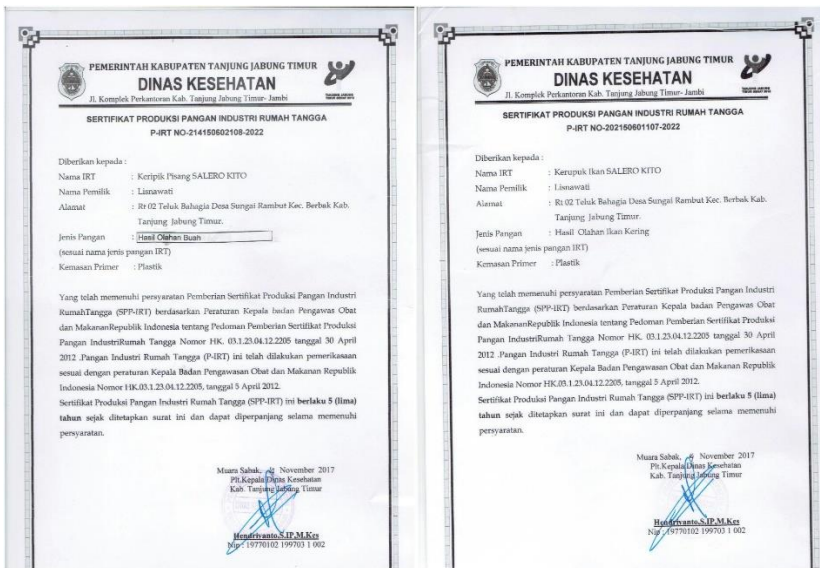 PEMERINTAH KABUPATEN TANJUNG JABUNG TIMUR
DINAS KESEHATAN
Jl. Komplek Perkantoran Kab. Tanjung Jabung Timur- Jambi
SERTIFIKAT PRODUKSI PANGAN INDUSTRI RUMAH TANGGA
P-IRT NO-214150602108-2022
Diberikan kepada :
Nama IRT : Keripik Pisang SALERO KITO
Nama Pemilik : Lisnawati
Alamat : Rt 02 Teluk Bahagia Desa Sungai Rambut Kec. Berbak Kab.
Tanjung Jabung Timur.
Jenis Pangan : Hasil Olahan Buah
(sesuai nama jenis pangan IRT)
Kemasan Primer : Plastik
Yang telah memenuhi persyaratan Pemberian Sertifikat Produksi Pangan Industri
RumahTangga (SPP-IRT) berdasarkan Peraturan Kepala badan Pengawas Obat
dan MakananRepublik Indonesia tentang Pedoman Pemberian Sertifikat Produksi
Pangan IndustriRumah Tangga Nomor HK. 03.1.23.04.12.2205 tanggal 30 April
2012 .Pangan Industri Rumah Tangga (P-IRT) ini telah dilakukan pemerikasaan
sesuai dengan peraturan Kepala Badan Pengawasan Obat dan Makanan Republik
Indonesia Nomor HK.03.1.23.04.12.2205, tanggal 5 April 2012.
Sertifikat Produksi Pangan Industri Rumah Tangga (SPP-IRT) ini berlaku 5 (lima)
tahun sejak ditetapkan surat ini dan dapat diperpanjang selama memenuhi
persyaratan.
Muara Sabak, November 2017
Plt.Kepala Dinas Kesehatan
Kab. Tanjung Jabung Timur
Hendriyanto,S.IP,M.Kes
Nip : 19770102 199703 1 002
PEMERINTAH KABUPATEN TANJUNG JABUNG TIMUR
DINAS KESEHATAN
Jl. Komplek Perkantoran Kab. Tanjung Jabung Timur- Jambi
SERTIFIKAT PRODUKSI PANGAN INDUSTRI RUMAH TANGGA
P-IRT NO-202150601107-2022
Diberikan kepada :
Nama IRT : Kerupuk Ikan SALERO KITO
Nama Pemilik : Lisnawati
Alamat : Rt 02 Teluk Bahagia Desa Sungai Rambut Kec. Berbak Kab.
Tanjung Jabung Timur.
Jenis Pangan : Hasil Olahan Ikan Kering
(sesuai nama jenis pangan IRT)
Kemasan Primer : Plastik
Yang telah memenuhi persyaratan Pemberian Sertifikat Produksi Pangan Industri
RumahTangga (SPP-IRT) berdasarkan Peraturan Kepala badan Pengawas Obat
dan MakananRepublik Indonesia tentang Pedoman Pemberian Sertifikat Produksi
Pangan IndustriRumah Tangga Nomor HK. 03.1.23.04.12.2205 tanggal 30 April
2012 .Pangan Industri Rumah Tangga (P-IRT) ini telah dilakukan pemerikasaan
sesuai dengan peraturan Kepala Badan Pengawasan Obat dan Makanan Republik
Indonesia Nomor HK.03.1.23.04.12.2205, tanggal 5 April 2012.
Sertifikat Produksi Pangan Industri Rumah Tangga (SPP-IRT) ini berlaku 5 (lima)
tahun sejak ditetapkan surat ini dan dapat diperpanjang selama memenuhi
persyaratan.
Muara Sabak, November 2017
Plt.Kepala Dinas Kesehatan
Kab. Tanjung Jabung Timur
Hendriyanto,S.IP,M.Kes
Nip : 19770102 199703 1 002